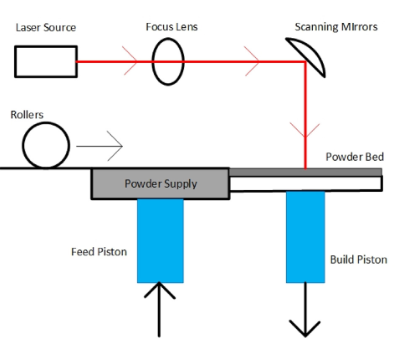 Laser Source
Focus Lens
Scanning MIrrors
Rollers
Powder Bed
Powder Supply
Feed Piston
Build Piston